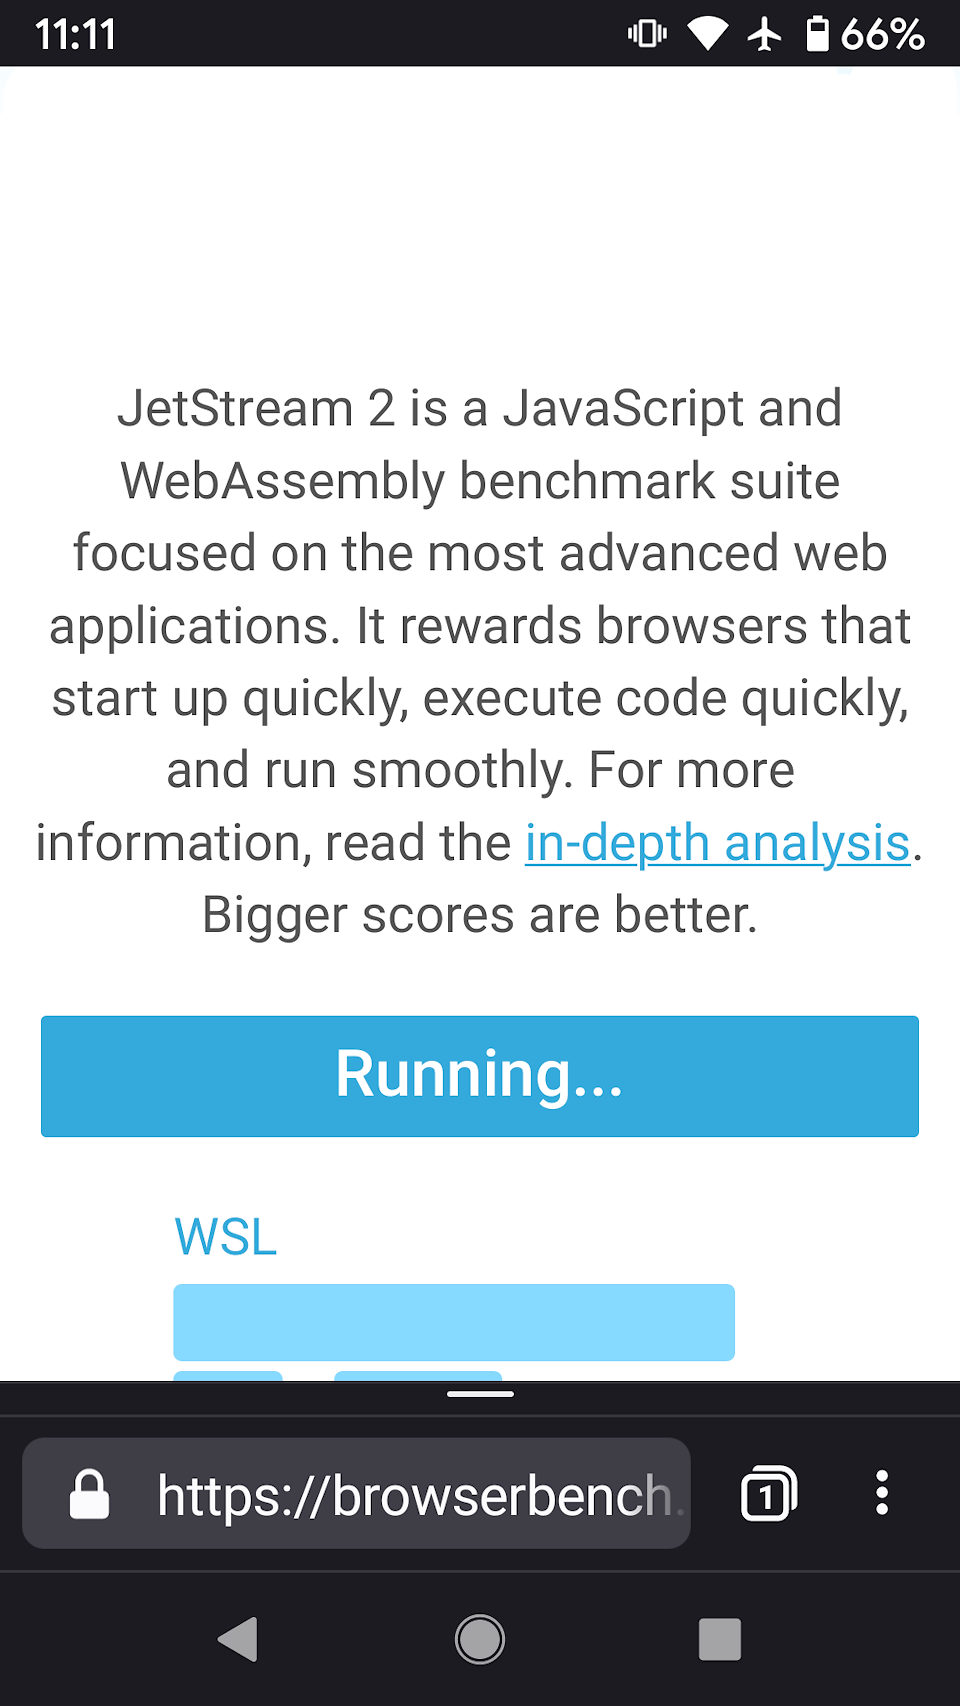 11:11 66%
JetStream 2 is a JavaScript and
WebAssembly benchmark suite
focused on the most advanced web
applications. It rewards browsers that
start up quickly, execute code quickly,
and run smoothly. For more
information, read the in-depth analysis.
Bigger scores are better.
Running...
WSL
https://browserbench. 1